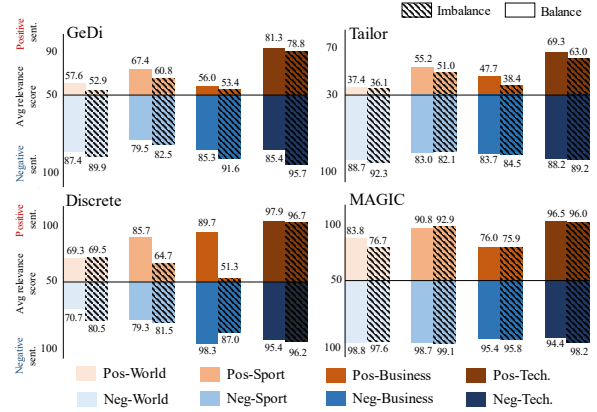 Imbalance Balance
GeDi
Positive sent.
Avg relevance score
Negative sent.
90
50
100
57.6 52.9 67.4 60.8 56.0 53.4 81.3 78.8
87.4 89.9 79.5 82.5 85.3 91.6 85.4 95.7
Tailor
70
30
100
37.4 36.1 55.2 51.0 47.7 38.4 69.3 63.0
88.7 92.3 83.0 82.1 83.7 84.5 88.2 89.2
Discrete
Positive sent.
Avg relevance score
Negative sent.
100
50
100
69.3 69.5 85.7 64.7 89.7 51.3 97.9 96.7
70.7 80.5 79.3 81.5 98.3 87.0 95.4 96.2
MAGIC
100
50
100
83.8 76.7 90.8 92.9 76.0 75.9 96.5 96.0
98.8 97.6 98.7 99.1 95.4 95.8 94.4 98.2
Pos-World Pos-Sport Pos-Business Pos-Tech.
Neg-World Neg-Sport Neg-Business Neg-Tech.